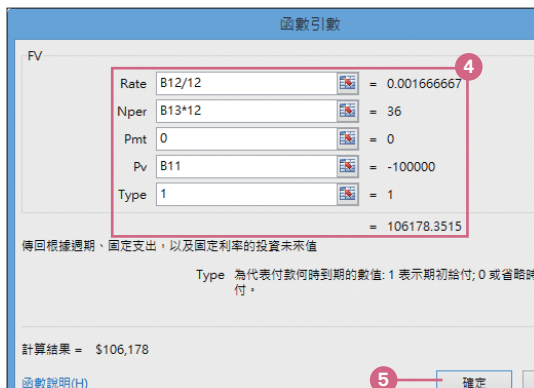 函數引數
FV
4
Rate B12/12 = 0.001666667
Nper B13*12 = 36
Pmt 0 = 0
Pv B11 = -100000
Type 1 = 1
= 106178.3515
傳回根據週期、固定支出，以及固定利率的投資未來值
Type 為代表付款何時到期的數值: 1 表示期初給付; 0 或省略時
付。
計算結果 = $106,178
函數說明(H) 5 確定